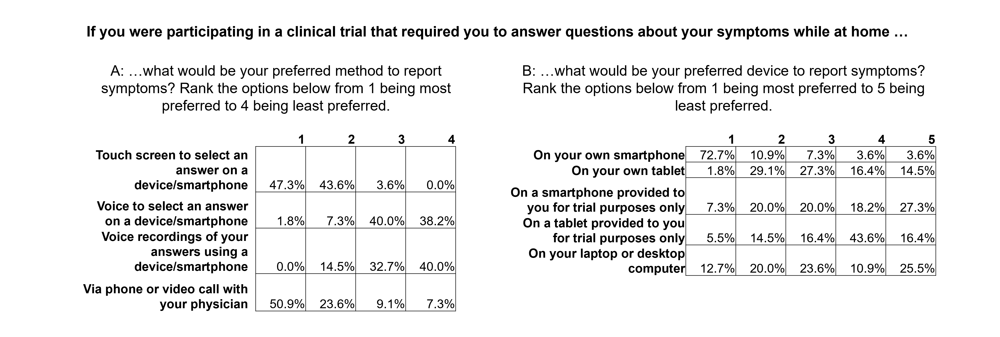 If you were participating in a clinical trial that required you to answer questions about your symptoms while at home …
A: …what would be your preferred method to report
symptoms? Rank the options below from 1 being most
preferred to 4 being least preferred.
1 2 3 4
Touch screen to select an
answer on a
device/smartphone 47.3% 43.6% 3.6% 0.0%
Voice to select an answer
on a device/smartphone 1.8% 7.3% 40.0% 38.2%
Voice recordings of your
answers using a
device/smartphone 0.0% 14.5% 32.7% 40.0%
Via phone or video call with
your physician 50.9% 23.6% 9.1% 7.3%
B: …what would be your preferred device to report symptoms?
Rank the options below from 1 being most preferred to 5 being
least preferred.
1 2 3 4 5
On your own smartphone 72.7% 10.9% 7.3% 3.6% 3.6%
On your own tablet 1.8% 29.1% 27.3% 16.4% 14.5%
On a smartphone provided to
you for trial purposes only 7.3% 20.0% 20.0% 18.2% 27.3%
On a tablet provided to you
for trial purposes only 5.5% 14.5% 16.4% 43.6% 16.4%
On your laptop or desktop
computer 12.7% 20.0% 23.6% 10.9% 25.5%